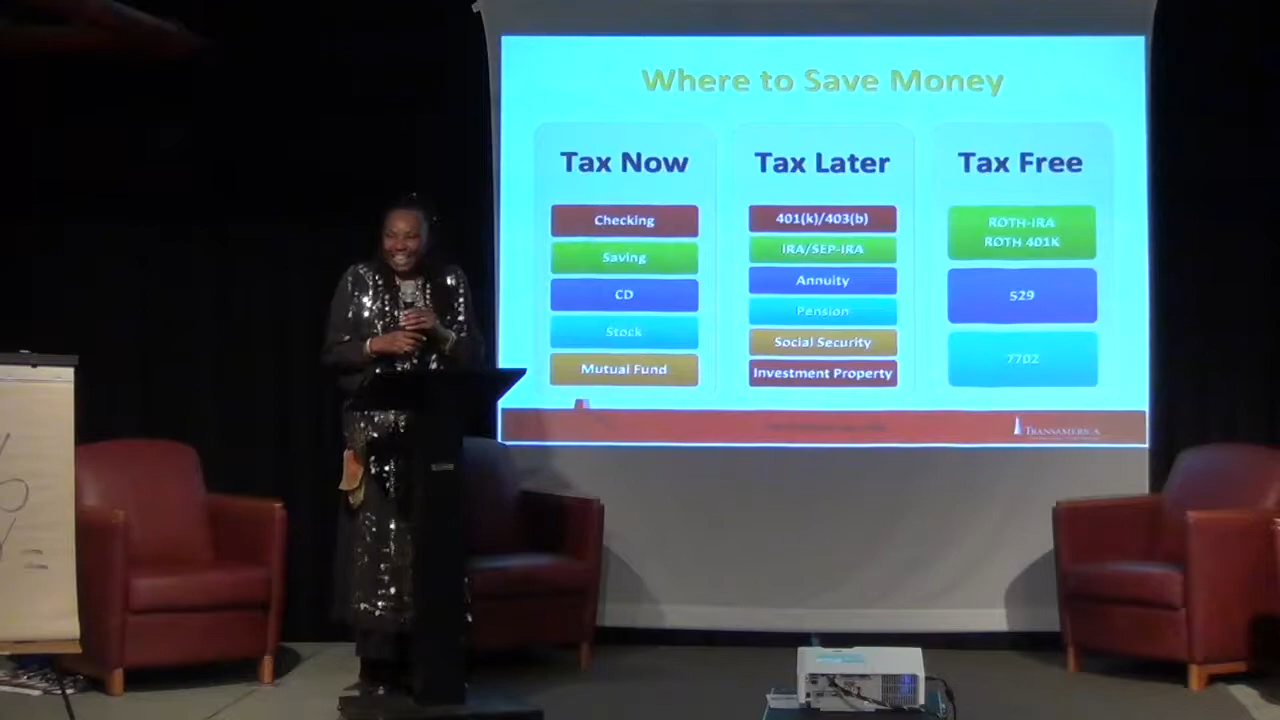 Where to Save Money
Tax Now
Checking
Saving
CD
Stock
Mutual Fund
Tax Later
401(k)/403(b)
IRA/SEP-IRA
Annuity
Pension
Social Security
Investment Property
Tax Free
ROTH-IRA
ROTH 401K
529
7702
TRANSAMERICA